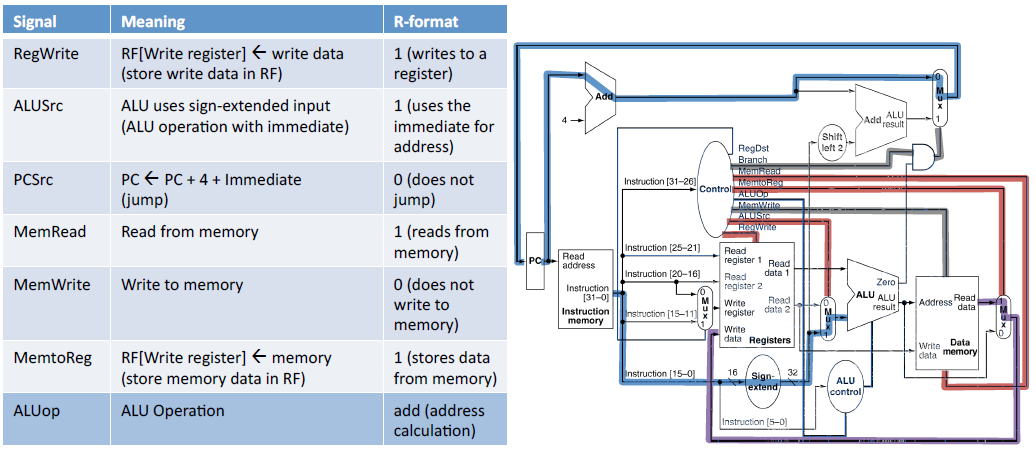 Signal Meaning R-format
RegWrite RF[Write register] ← write data 1 (writes to a
(store write data in RF) register)
ALUSrc ALU uses sign-extended input 1 (uses the
(ALU operation with immediate) immediate for
address)
PCSrc PC ← PC + 4 + Immediate 0 (does not
(jump) jump)
MemRead Read from memory 1 (reads from
memory)
MemWrite Write to memory 0 (does not
write to
memory)
MemtoReg RF[Write register] ← memory 1 (stores data
(store memory data in RF) from memory)
ALUop ALU Operation add (address
calculation)
Add
4
0
M
u
x
1
Add ALU
result
Shift
left 2
RegDst
Branch
MemRead
MemtoReg
ALUOp
MemWrite
ALUSrc
RegWrite
Control
Instruction [31–26]
Instruction [25–21]
Instruction [20–16]
Instruction [15–11]
Instruction [15–0]
Instruction [5–0]
PC
Read
address
Instruction
[31–0]
Instruction
memory
0
M
u
x
1
Read
register 1
Read
register 2
Write
register
Write
data
Read
data 1
Read
data 2
Registers
0
M
u
x
1
Zero
ALU ALU
result
Address Read
data
Write
data
Data
memory
1
M
u
x
0
16
Sign-
extend
32
ALU
control